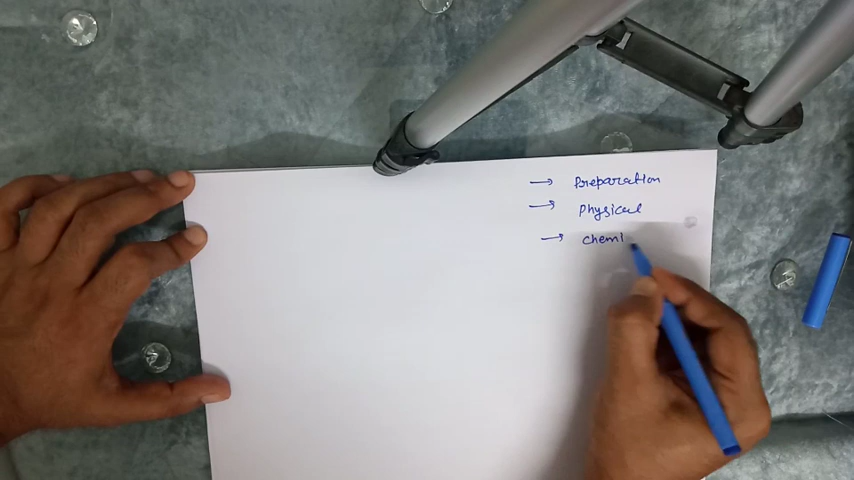 → Preparation
→ Physical
→ chemi